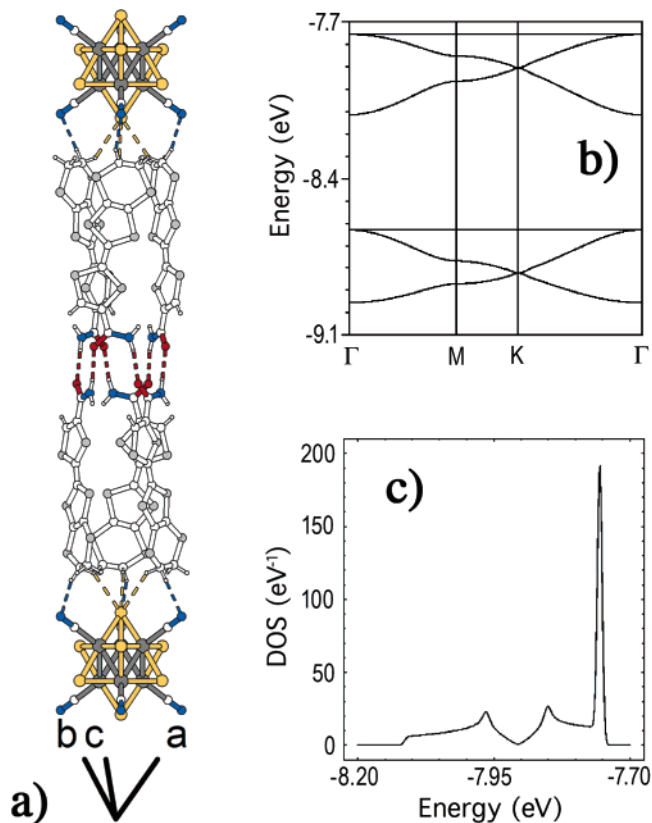 b c a
a)
-7.7
-8.4
-9.1
Energy (eV)
b)
Γ M K Γ
200
150
100
50
0
DOS (eV⁻¹)
c)
-8.20 -7.95 -7.70
Energy (eV)